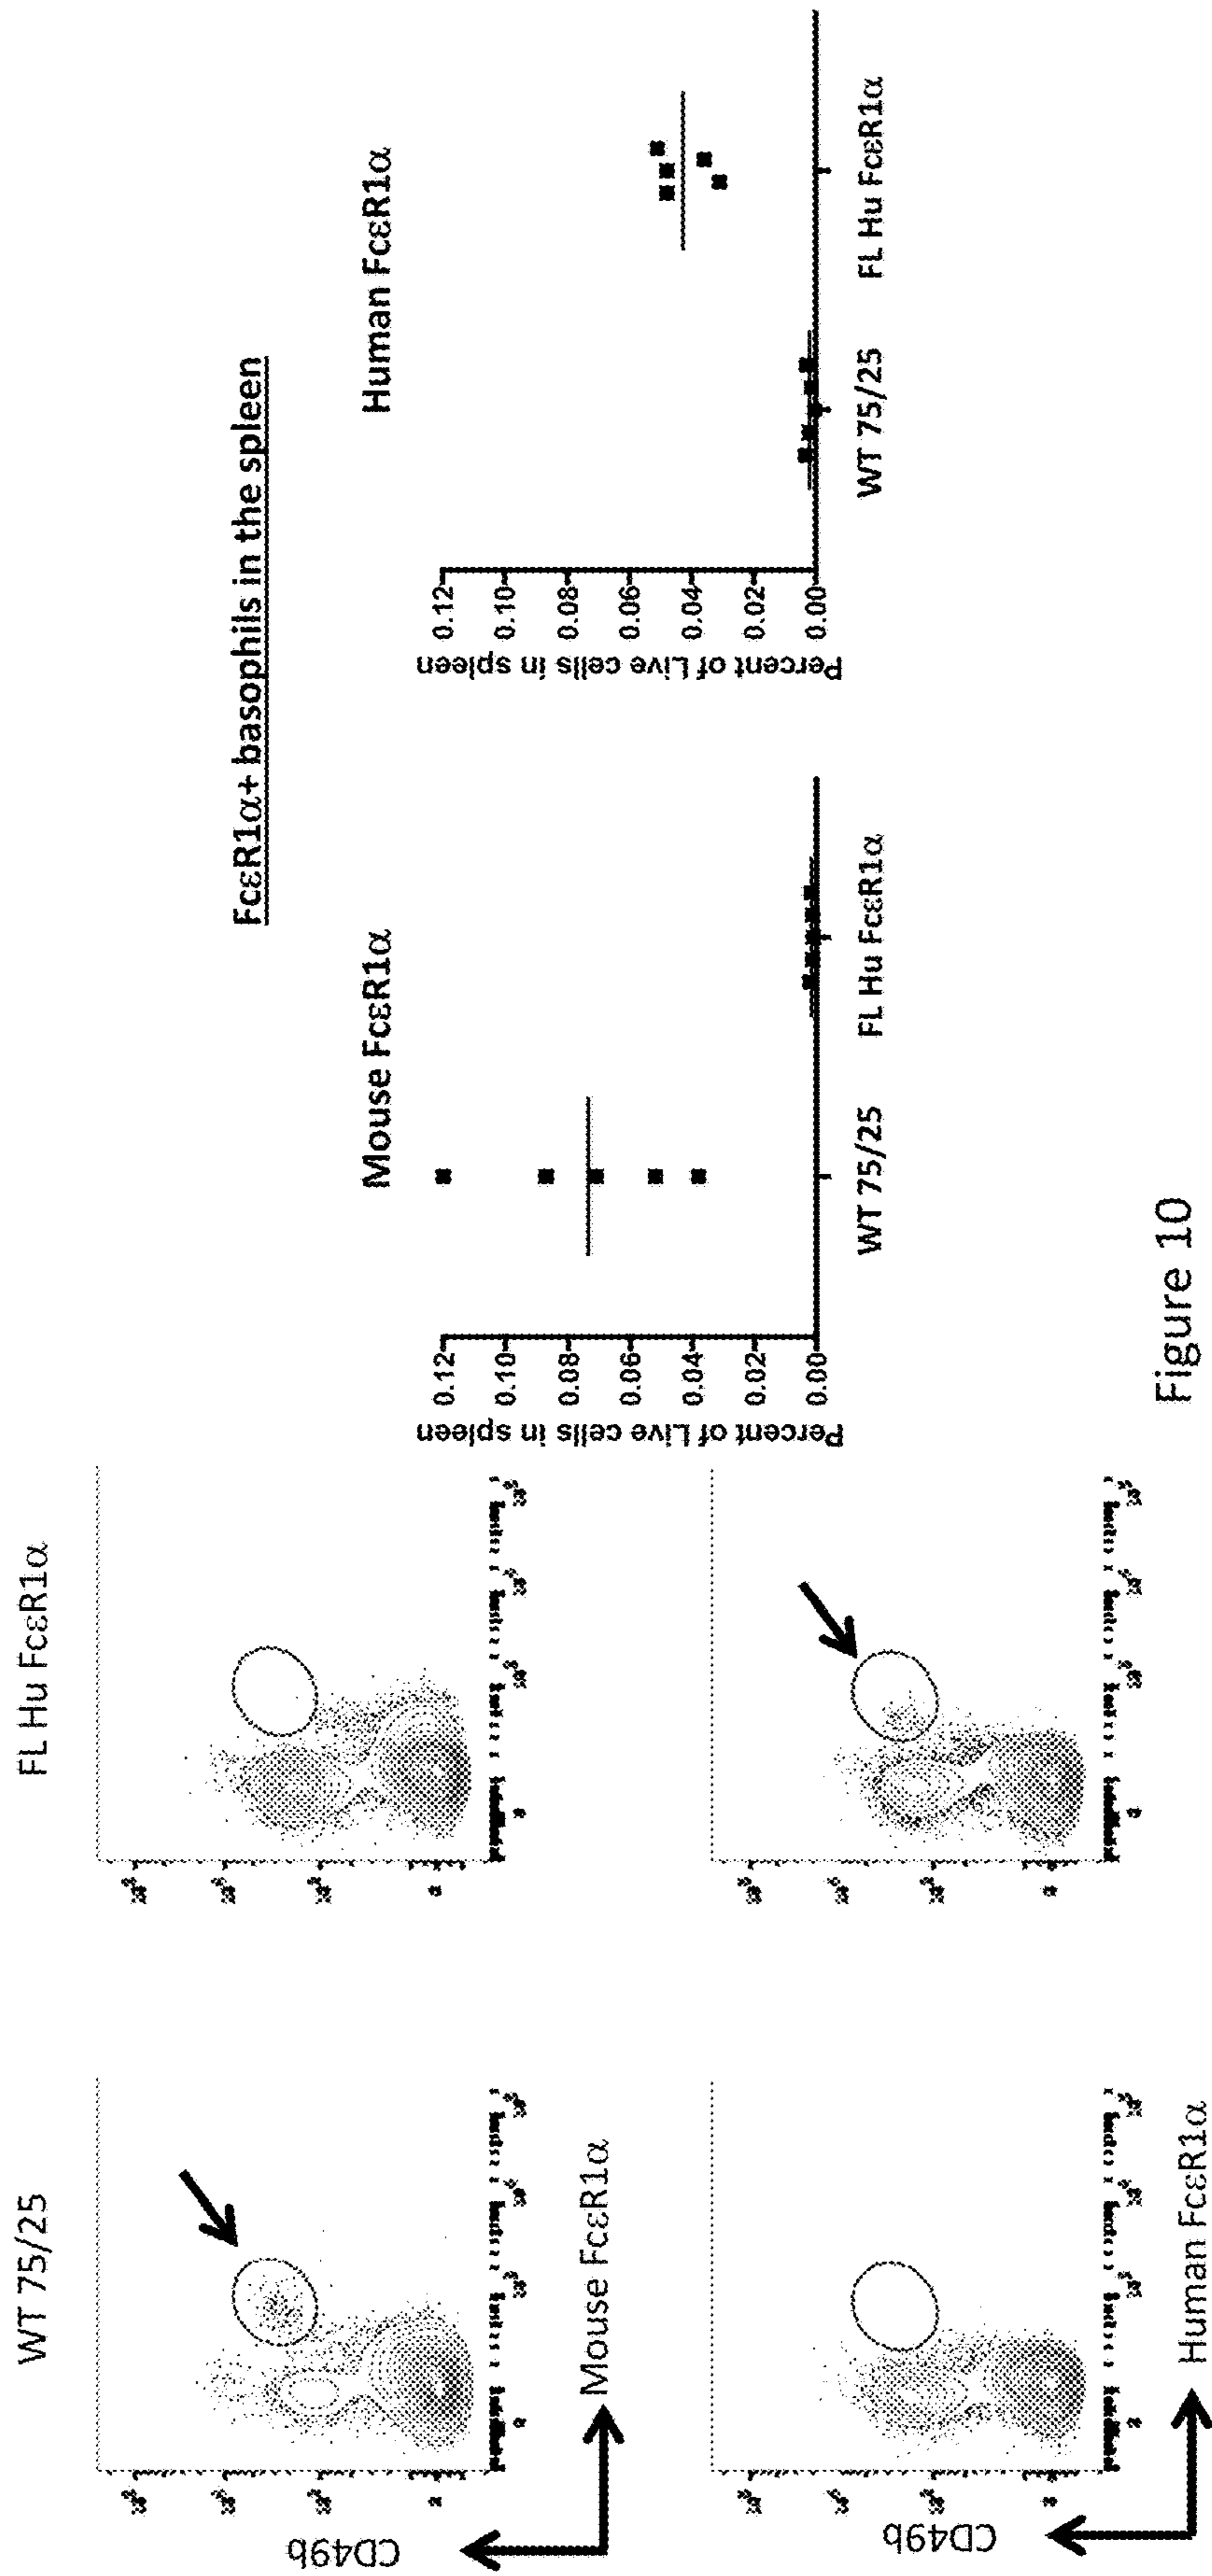 WT 75/25
FL Hu FcεR1α
CD49b
Mouse FcεR1α
CD49b
Human FcεR1α
FcεR1α+ basophils in the spleen
Mouse FcεR1α
Percent of Live cells in spleen
0.12
0.10
0.08
0.06
0.04
0.02
0.00
WT 75/25
FL Hu FcεR1α
Human FcεR1α
Percent of Live cells in spleen
0.12
0.10
0.08
0.06
0.04
0.02
0.00
WT 75/25
FL Hu FcεR1α
Figure 10